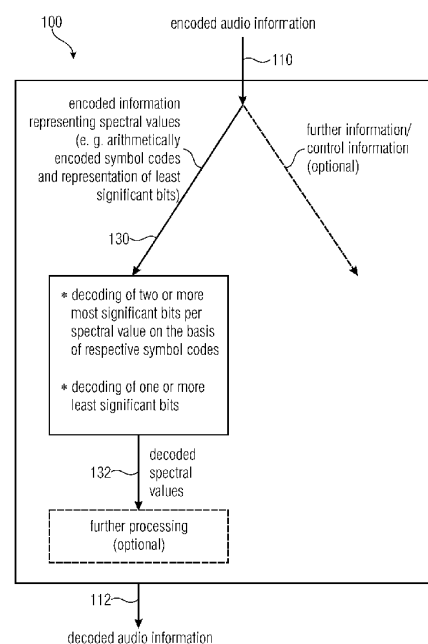 100
encoded audio information
110
encoded information
representing spectral values
(e. g. arithmetically
encoded symbol codes
and representation of least
significant bits)
further information/
control information
(optional)
130
* decoding of two or more
most significant bits per
spectral value on the basis
of respective symbol codes
* decoding of one or more
least significant bits
132
decoded
spectral
values
further processing
(optional)
112
decoded audio information